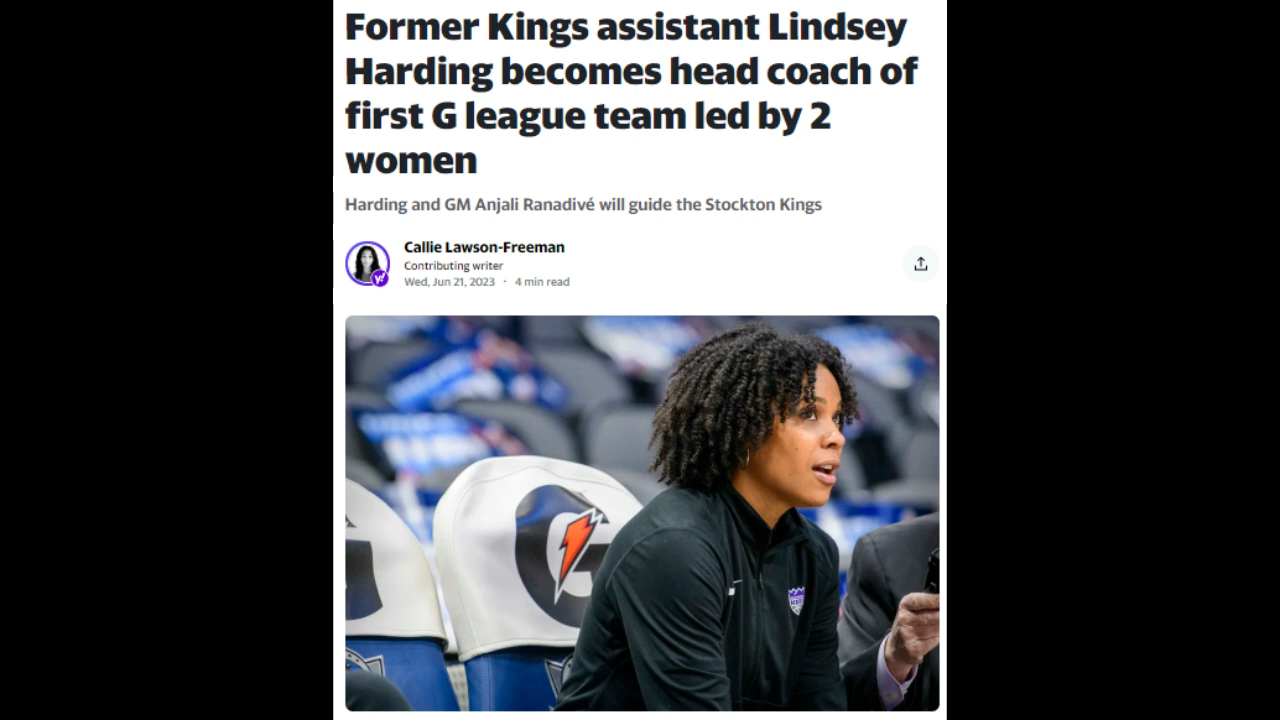 Former Kings assistant Lindsey
Harding becomes head coach of
first G league team led by 2
women
Harding and GM Anjali Ranadivé will guide the Stockton Kings
Callie Lawson-Freeman
Contributing writer
Wed, Jun 21, 2023 · 4 min read
y!
G
KINGS